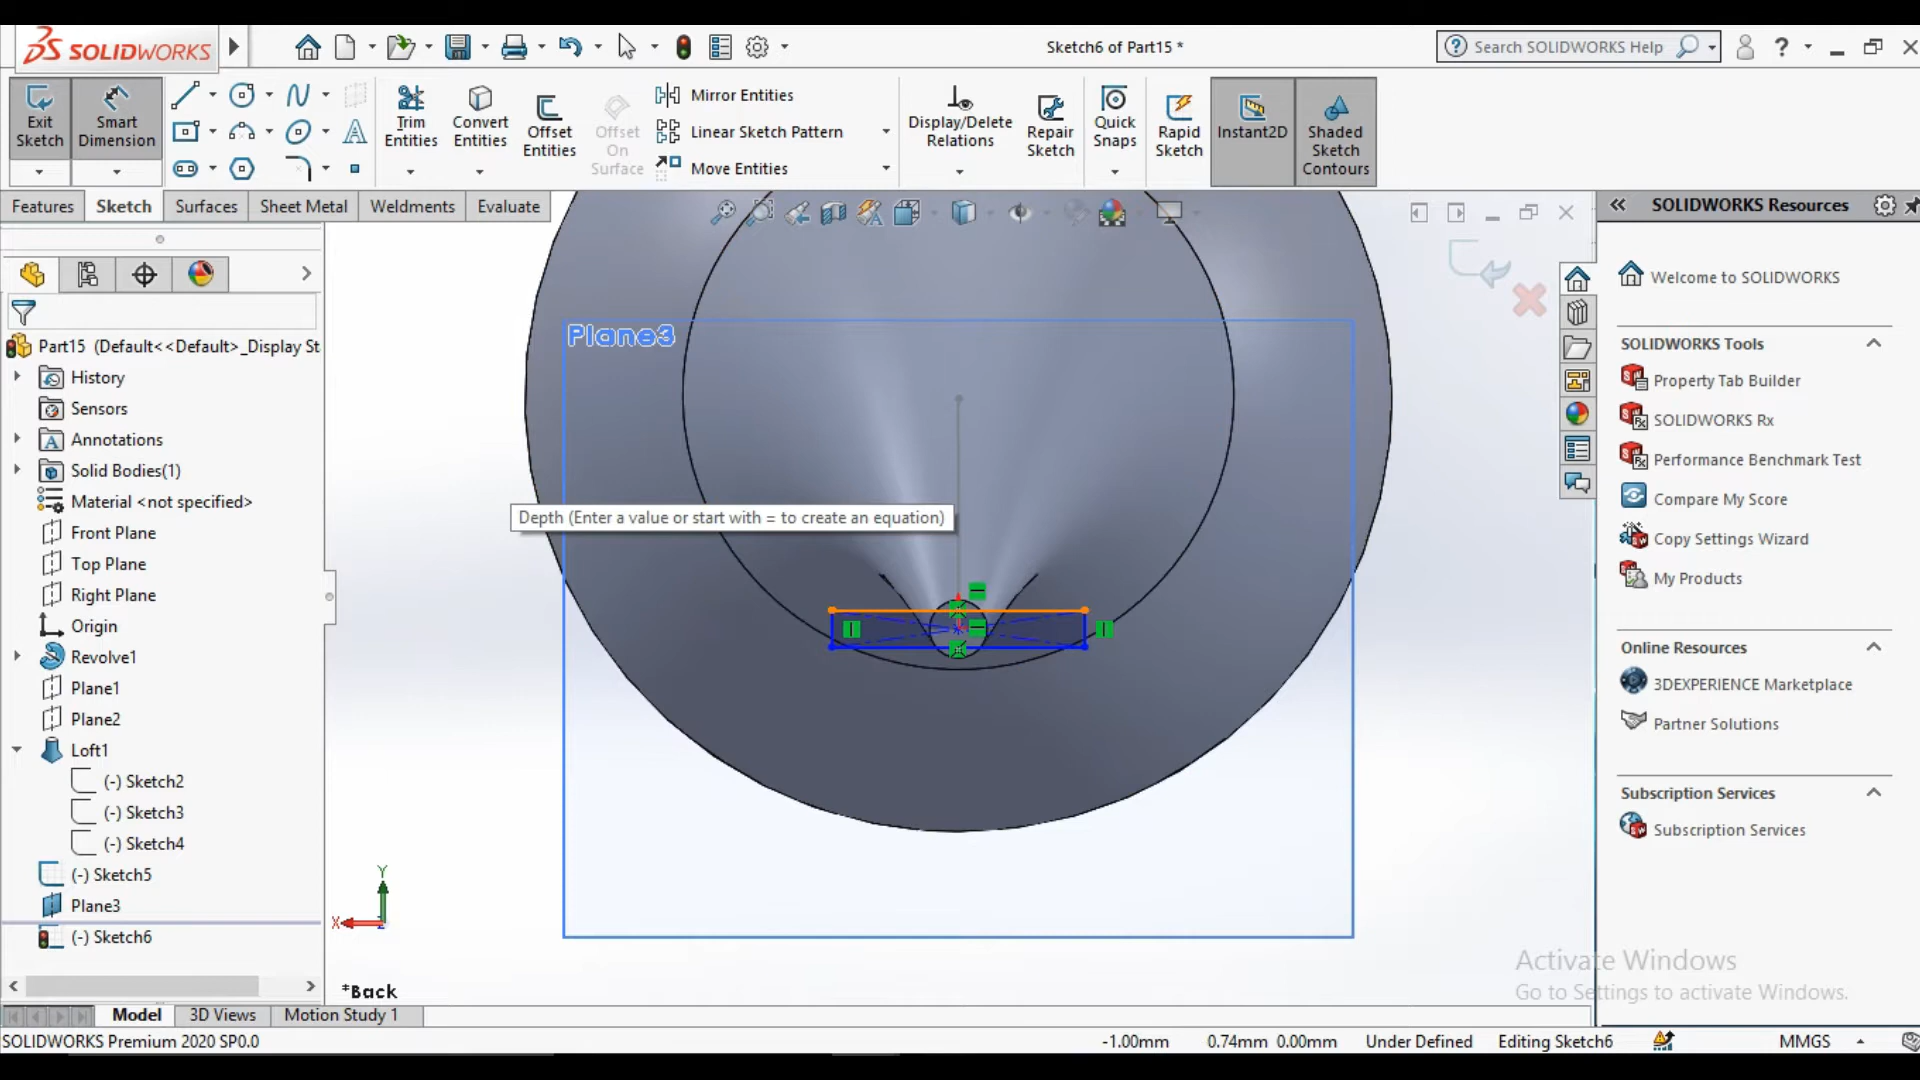 SOLIDWORKS
Sketch6 of Part15 *
Search SOLIDWORKS Help
?
Exit
Sketch
Smart
Dimension
Trim
Entities
Convert
Entities
Offset
Entities
Offset
On
Surface
Mirror Entities
Linear Sketch Pattern
Move Entities
Display/Delete
Relations
Repair
Sketch
Quick
Snaps
Rapid
Sketch
Instant2D
Shaded
Sketch
Contours
Features
Sketch
Surfaces
Sheet Metal
Weldments
Evaluate
SOLIDWORKS Resources
Part15 (Default<<Default>_Display St
History
Sensors
Annotations
Solid Bodies(1)
Material <not specified>
Front Plane
Top Plane
Right Plane
Origin
Revolve1
Plane1
Plane2
Loft1
(-) Sketch2
(-) Sketch3
(-) Sketch4
(-) Sketch5
Plane3
(-) Sketch6
Plane3
Depth (Enter a value or start with = to create an equation)
Y
X
*Back
Welcome to SOLIDWORKS
SOLIDWORKS Tools
Property Tab Builder
SOLIDWORKS Rx
Performance Benchmark Test
Compare My Score
Copy Settings Wizard
My Products
Online Resources
3DEXPERIENCE Marketplace
Partner Solutions
Subscription Services
Subscription Services
Activate Windows
Go to Settings to activate Windows.
Model
3D Views
Motion Study 1
SOLIDWORKS Premium 2020 SP0.0
-1.00mm
0.74mm 0.00mm
Under Defined
Editing Sketch6
MMGS